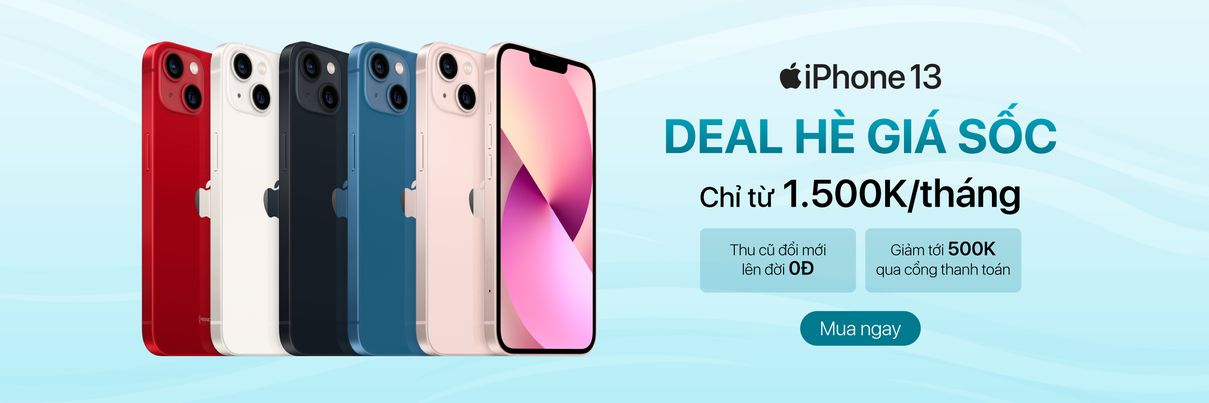 iPhone 13
DEAL HÈ GIÁ SỐC
Chỉ từ 1.500K/tháng
Thu cũ đổi mới
lên đời 0Đ
Giảm tới 500K
qua cổng thanh toán
Mua ngay